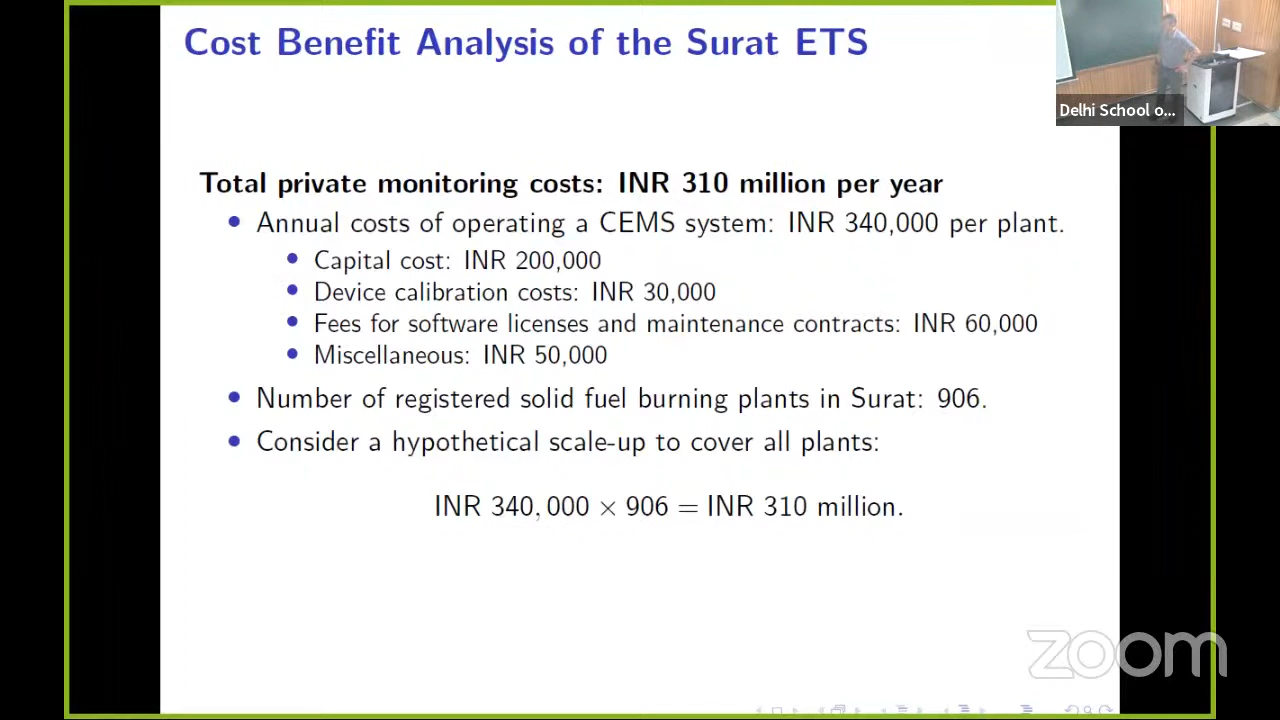 Cost Benefit Analysis of the Surat ETS
Delhi School o...
Total private monitoring costs: INR 310 million per year
Annual costs of operating a CEMS system: INR 340,000 per plant.
Capital cost: INR 200,000
Device calibration costs: INR 30,000
Fees for software licenses and maintenance contracts: INR 60,000
Miscellaneous: INR 50,000
Number of registered solid fuel burning plants in Surat: 906.
Consider a hypothetical scale-up to cover all plants:
INR 340,000 × 906 = INR 310 million.
zoom